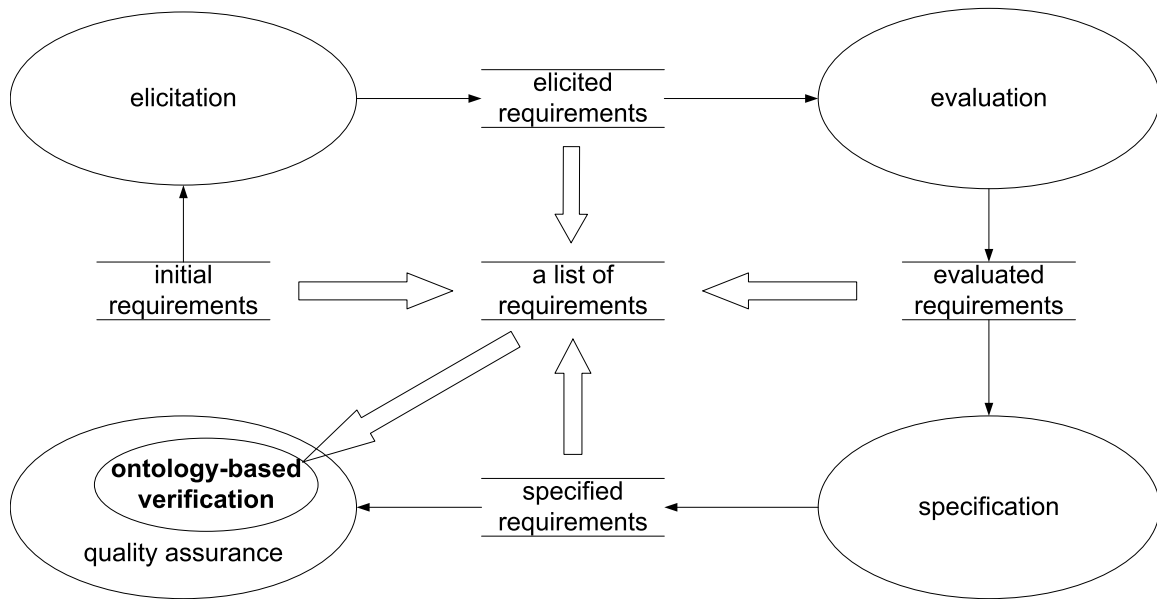 elicitation
elicited
requirements
evaluation
initial
requirements
a list of
requirements
evaluated
requirements
ontology-based
verification
quality assurance
specified
requirements
specification